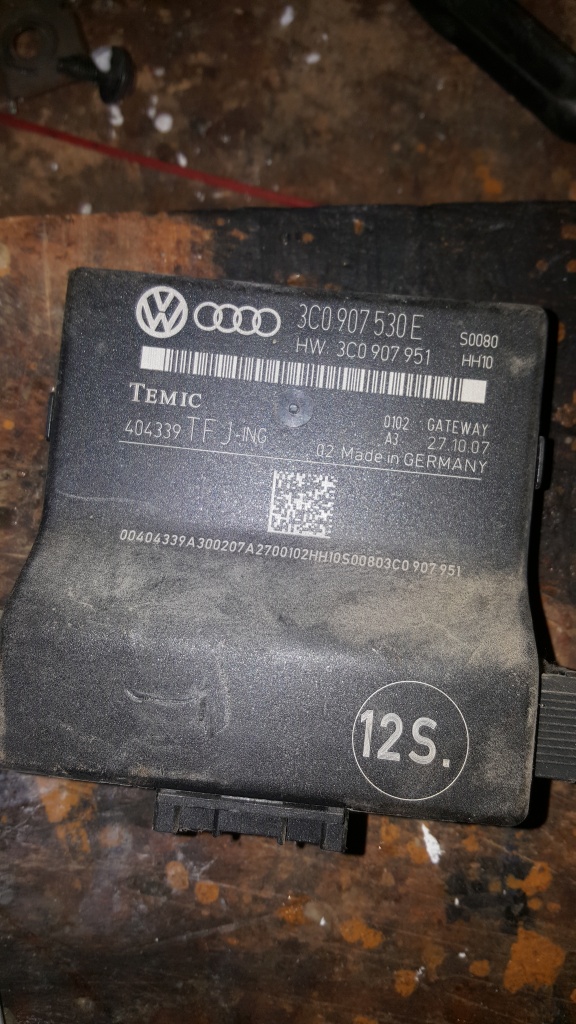 3C0 907 530 E
HW 3C0 907 951
S0080
HH10
TEMIC
404339 TF J-ING
0102 GATEWAY
A3 27.10.07
02 Made in GERMANY
00404339A300207A2700102HH10S00803C0 907 951
12S.